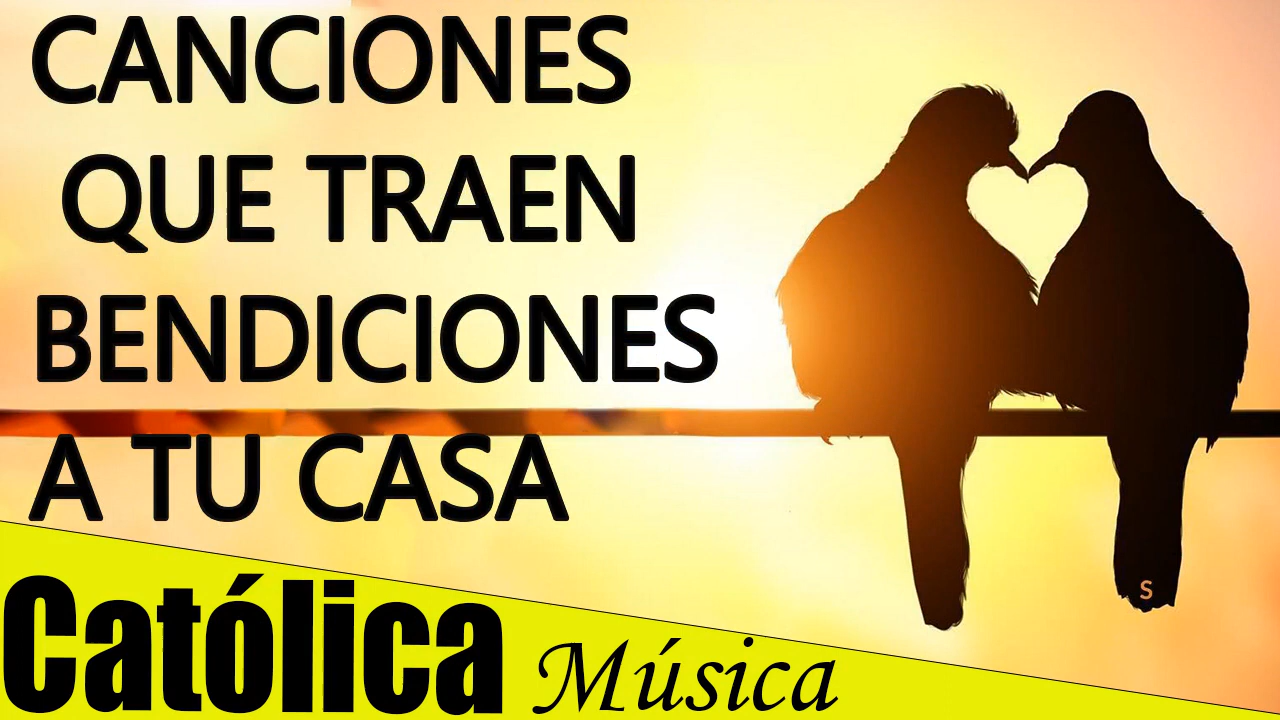 CANCIONES
QUE TRAEN
BENDICIONES
A TU CASA
S
Católica Música